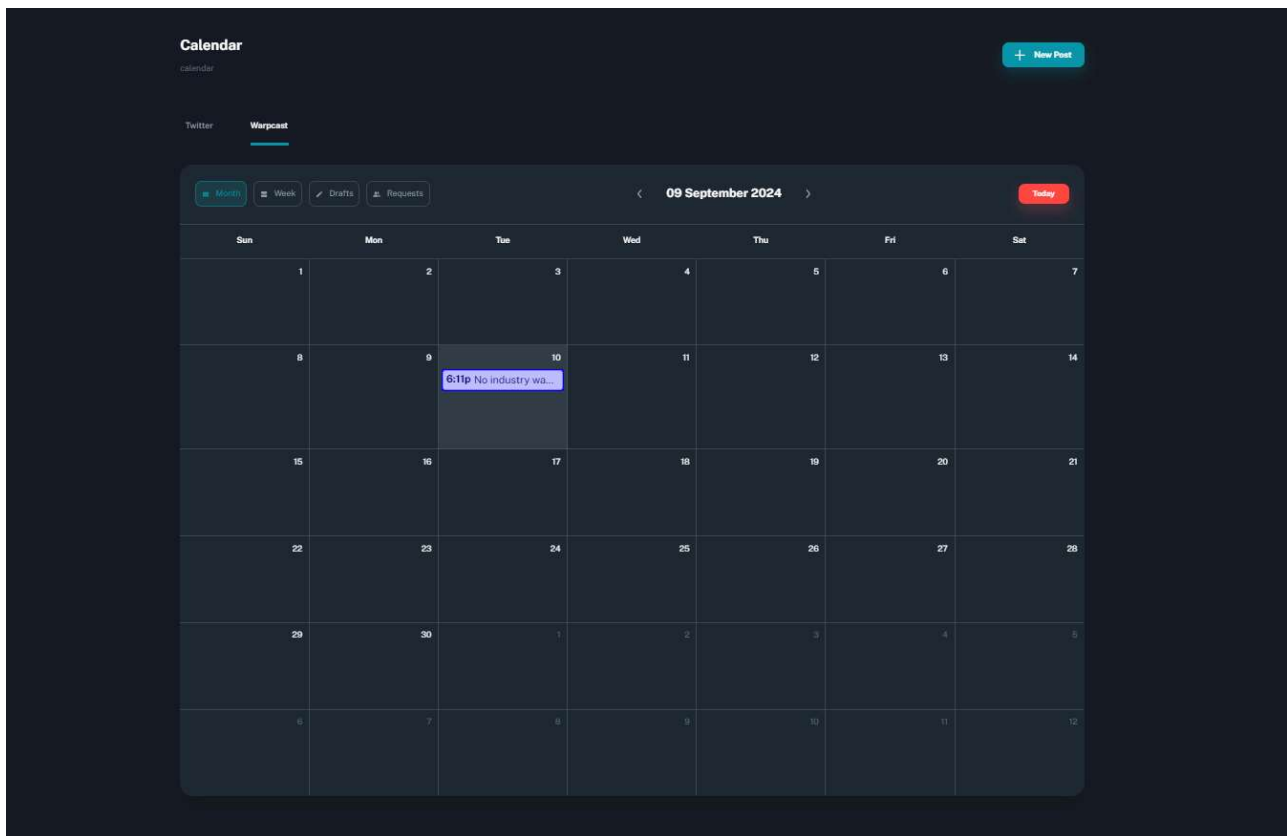 Calendar
calendar
New Post
Twitter Warpcast
Month Week Drafts Requests 09 September 2024 Today
Sun Mon Tue Wed Thu Fri Sat
1 2 3 4 5 6 7
8 9 10 11 12 13 14
6:11p No industry wa...
15 16 17 18 19 20 21
22 23 24 25 26 27 28
29 30 1 2 3 4 5
6 7 8 9 10 11 12